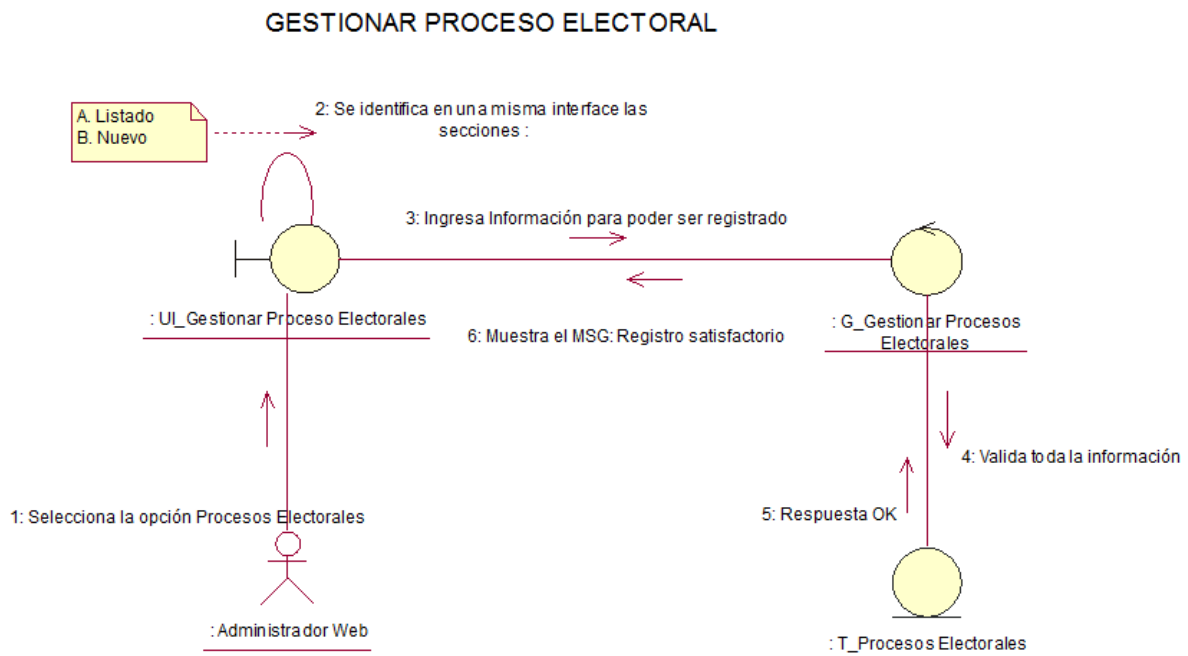 GESTIONAR PROCESO ELECTORAL
A. Listado
B. Nuevo
2: Se identifica en una misma interface las
secciones :
3: Ingresa Información para poder ser registrado
: UI_Gestionar Proceso Electorales
6: Muestra el MSG: Registro satisfactorio
: G_Gestionar Procesos
Electorales
4: Valida toda la información
5: Respuesta OK
1: Selecciona la opción Procesos Electorales
: Administrador Web
: T_Procesos Electorales